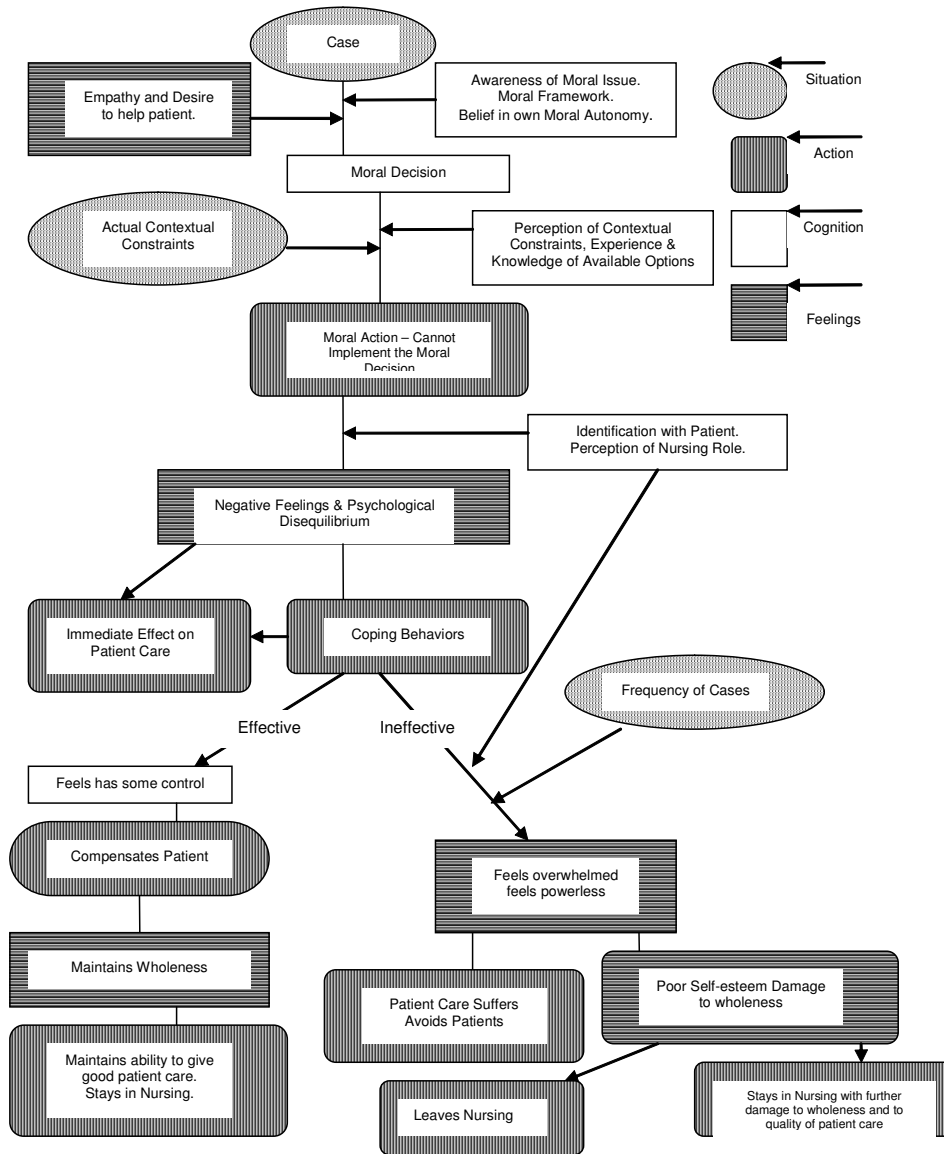 Case
Empathy and Desire
to help patient.
Awareness of Moral Issue.
Moral Framework.
Belief in own Moral Autonomy.
Situation
Action
Cognition
Feelings
Moral Decision
Actual Contextual
Constraints
Perception of Contextual
Constraints, Experience &
Knowledge of Available Options
Moral Action – Cannot
Implement the Moral
Decision
Identification with Patient.
Perception of Nursing Role.
Negative Feelings & Psychological
Disequilibrium
Immediate Effect on
Patient Care
Coping Behaviors
Frequency of Cases
Effective
Ineffective
Feels has some control
Compensates Patient
Feels overwhelmed
feels powerless
Maintains Wholeness
Patient Care Suffers
Avoids Patients
Poor Self-esteem Damage
to wholeness
Maintains ability to give
good patient care.
Stays in Nursing.
Leaves Nursing
Stays in Nursing with further
damage to wholeness and to
quality of patient care